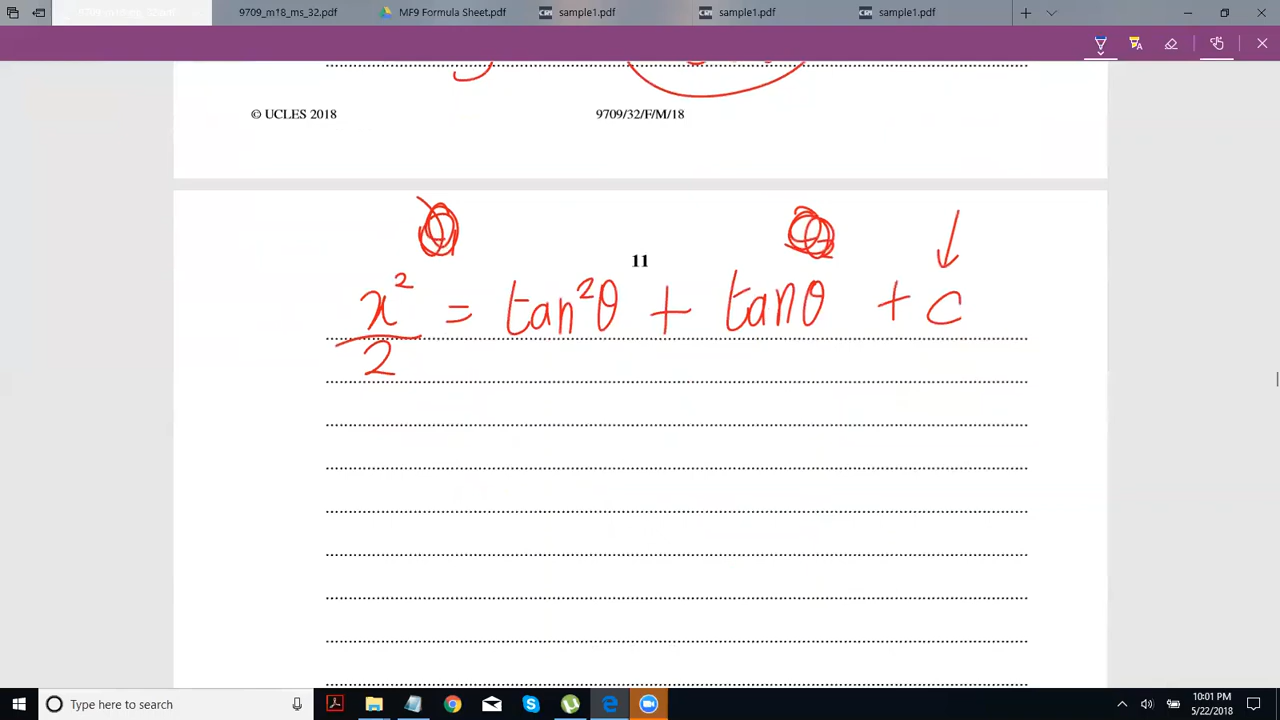 9709_m18_ms_32.pdf MF9 Formula Sheet.pdf sample1.pdf sample1.pdf sample1.pdf
© UCLES 2018 9709/32/F/M/18
11
x²/2 = tan²θ + tanθ + c
Type here to search
10:01 PM
5/22/2018